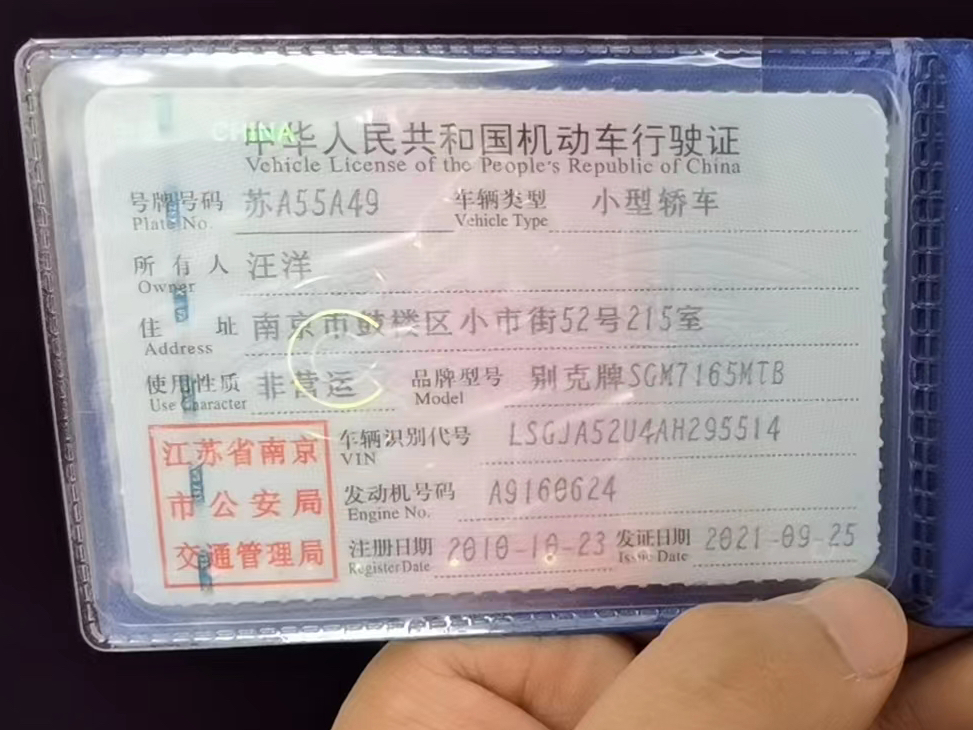 CHINA
中华人民共和国机动车行驶证
Vehicle License of the People's Republic of China
号牌号码 苏A55A49 车辆类型 小型轿车
Plate No. Vehicle Type
所有人 汪洋
Owner
住址 南京市鼓楼区小市街52号215室
Address
使用性质 非营运 品牌型号 别克牌SGM7165MTB
Use Character Model
江苏省南京
市公安局
交通管理局
车辆识别代号 LSGJA52U4AH295514
VIN
发动机号码 A9160624
Engine No.
注册日期 2010-10-23 发证日期 2021-09-25
Register Date Issue Date